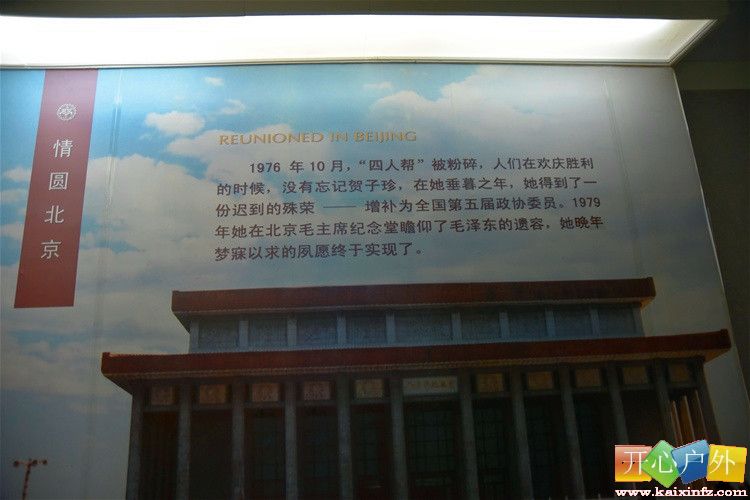 情圆北京
REUNIONED IN BEIJING
1976 年 10 月，“四人帮”被粉碎，人们在欢庆胜利
的时候，没有忘记贺子珍，在她垂暮之年，她得到了一
份迟到的殊荣 —— 增补为全国第五届政协委员。1979
年她在北京毛主席纪念堂瞻仰了毛泽东的遗容，她晚年
梦寐以求的夙愿终于实现了。
开心户外
www.kaixinfz.com